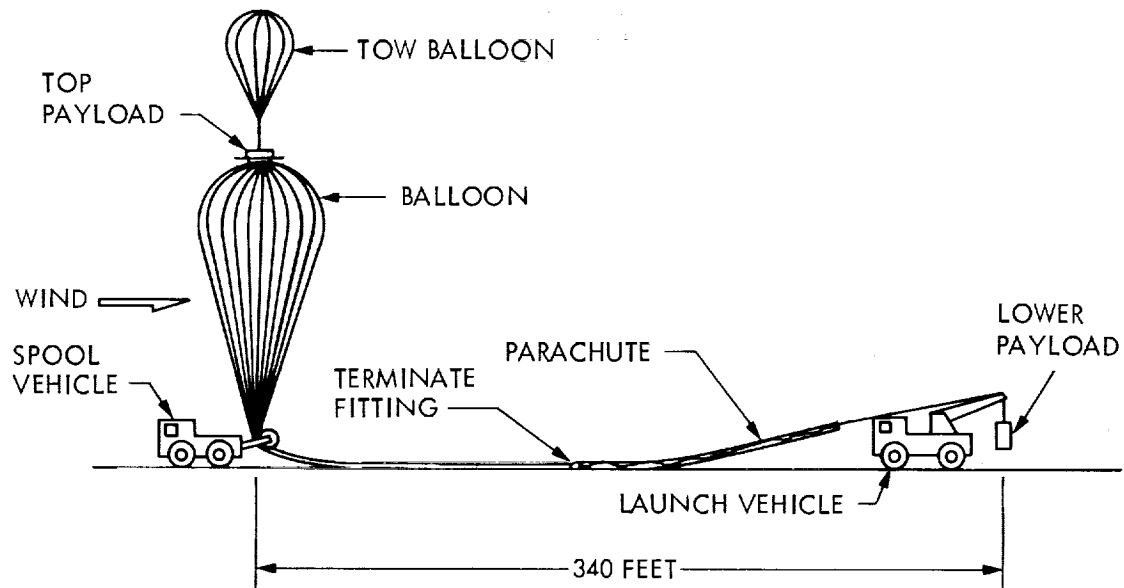 TOW BALLOON
TOP
PAYLOAD
BALLOON
WIND
SPOOL
VEHICLE
TERMINATE
FITTING
PARACHUTE
LOWER
PAYLOAD
LAUNCH VEHICLE
340 FEET